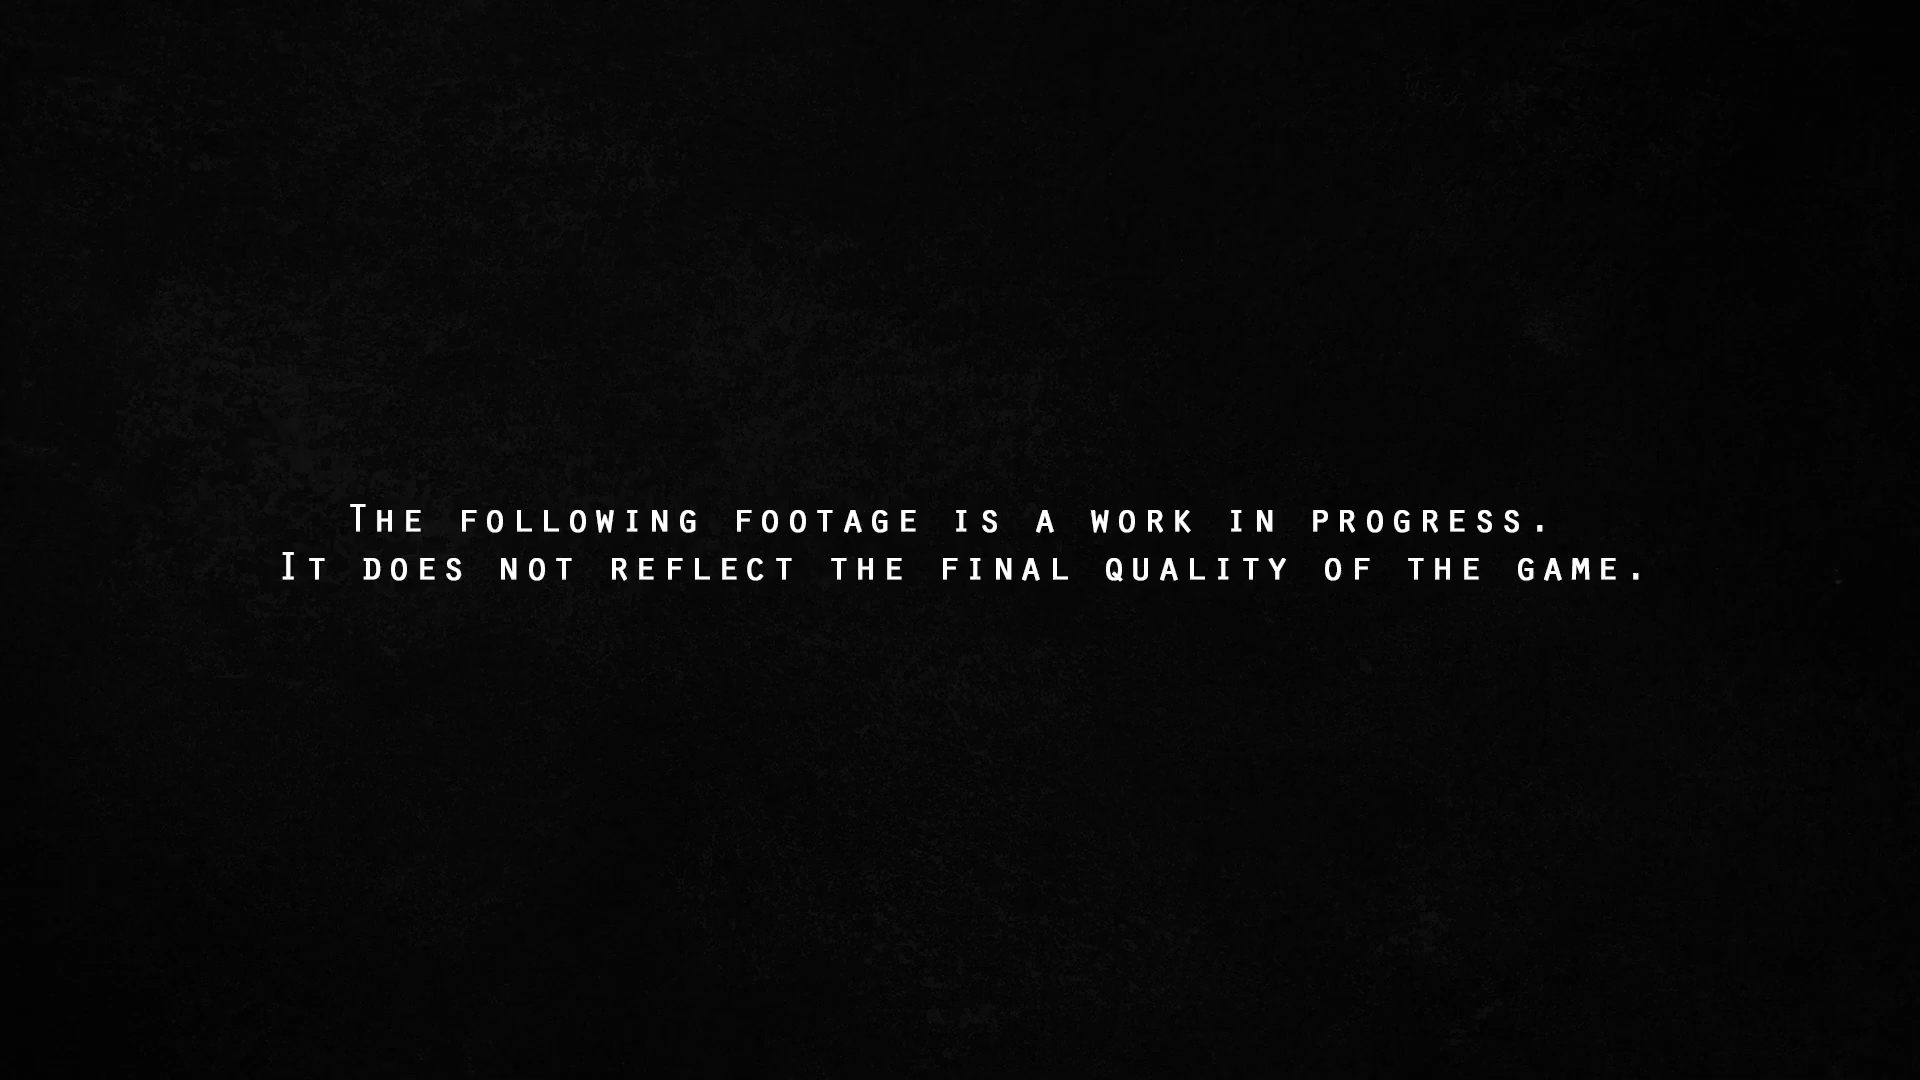 The following footage is a work in progress.
It does not reflect the final quality of the game.